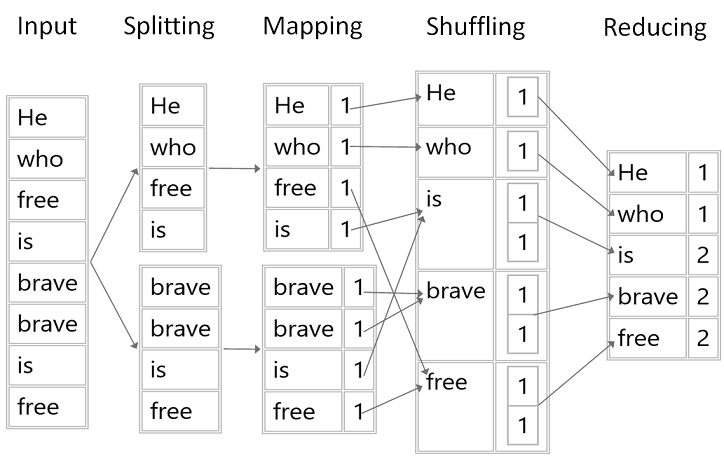 Input Splitting Mapping Shuffling Reducing
He
who
free
is
brave
brave
is
free
He
who
free
is
brave
brave
is
free
He 1
who 1
free 1
is 1
brave 1
brave 1
is 1
free 1
He 1
who 1
is 1
1
brave 1
1
free 1
1
He 1
who 1
is 2
brave 2
free 2